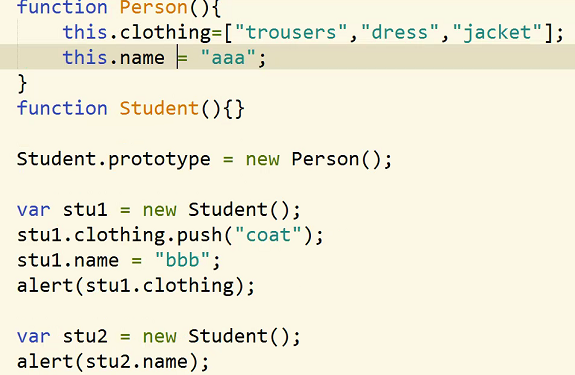 function Person(){
    this.clothing=["trousers","dress","jacket"];
    this.name = "aaa";
}
function Student(){}
Student.prototype = new Person();
var stu1 = new Student();
stu1.clothing.push("coat");
stu1.name = "bbb";
alert(stu1.clothing);
var stu2 = new Student();
alert(stu2.name);